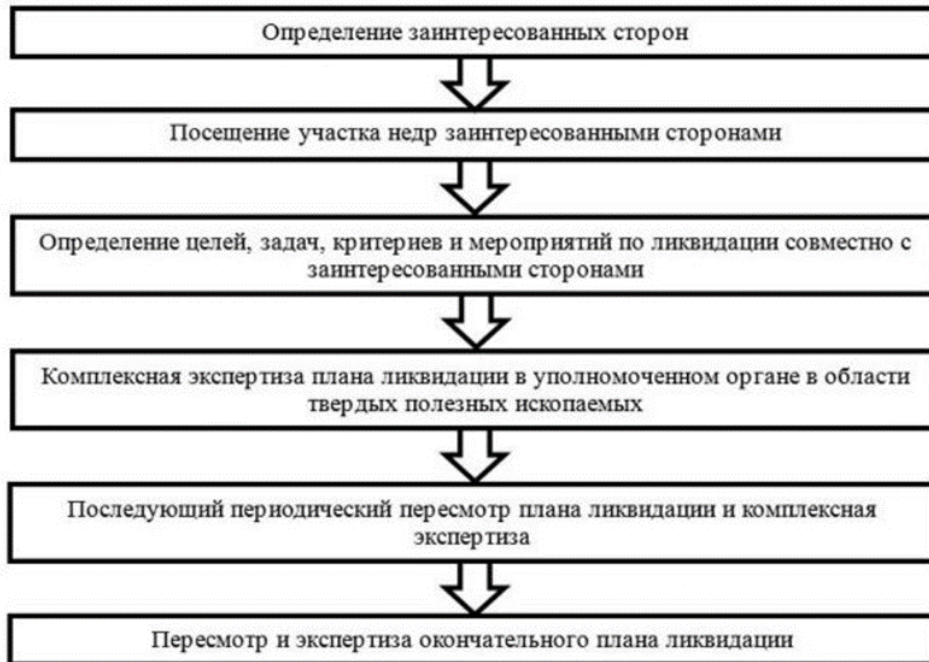 Определение заинтересованных сторон
Посещение участка недр заинтересованными сторонами
Определение целей, задач, критериев и мероприятий по ликвидации совместно с
заинтересованными сторонами
Комплексная экспертиза плана ликвидации в уполномоченном органе в области
твердых полезных ископаемых
Последующий периодический пересмотр плана ликвидации и комплексная
экспертиза
Пересмотр и экспертиза окончательного плана ликвидации